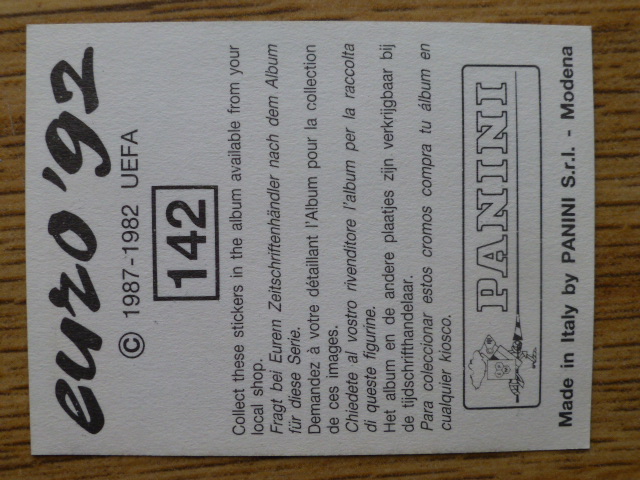 euro '92
© 1987-1982 UEFA
142
Collect these stickers in the album available from your
local shop.
Fragt bei Eurem Zeitschriftenhändler nach dem Album
für diese Serie.
Demandez à votre détaillant l'Album pour la collection
de ces images.
Chiedete al vostro rivenditore l'album per la raccolta
di queste figurine.
Het album en de andere plaatjes zijn verkrijgbaar bij
de tijdschrifthandelaar.
Para coleccionar estos cromos compra tu álbum en
cualquier kiosco.
PANINI
Made in Italy by PANINI S.r.l. - Modena